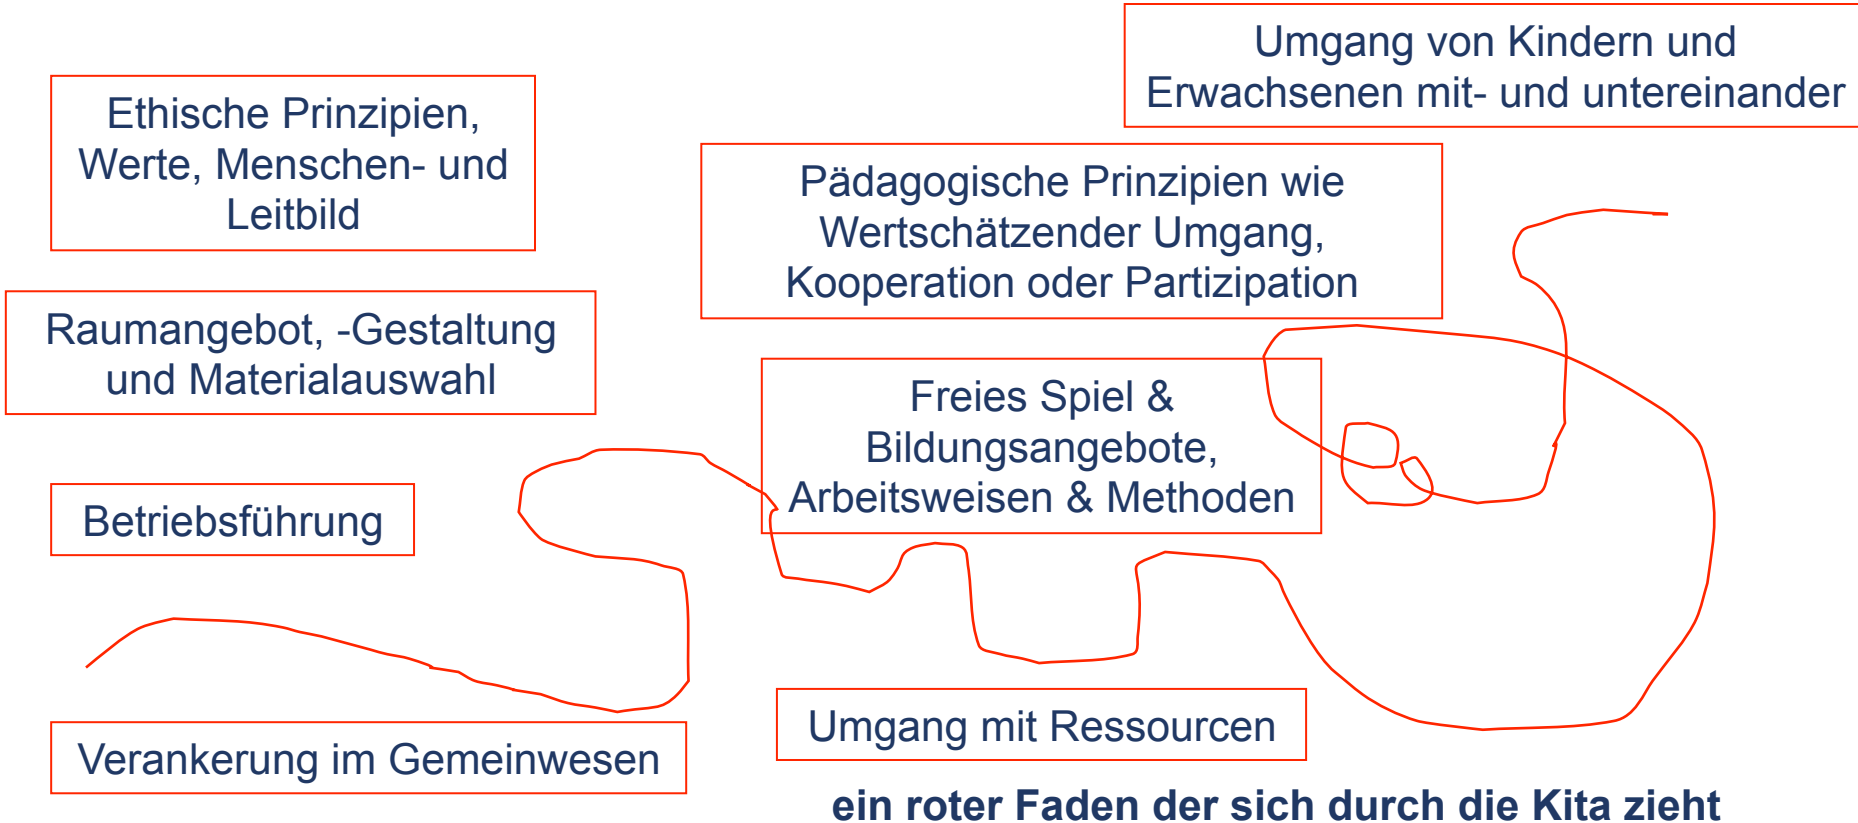 Umgang von Kindern und
Erwachsenen mit- und untereinander
Ethische Prinzipien,
Werte, Menschen- und
Leitbild
Pädagogische Prinzipien wie
Wertschätzender Umgang,
Kooperation oder Partizipation
Raumangebot, -Gestaltung
und Materialauswahl
Freies Spiel &
Bildungsangebote,
Arbeitsweisen & Methoden
Betriebsführung
Umgang mit Ressourcen
Verankerung im Gemeinwesen
ein roter Faden der sich durch die Kita zieht